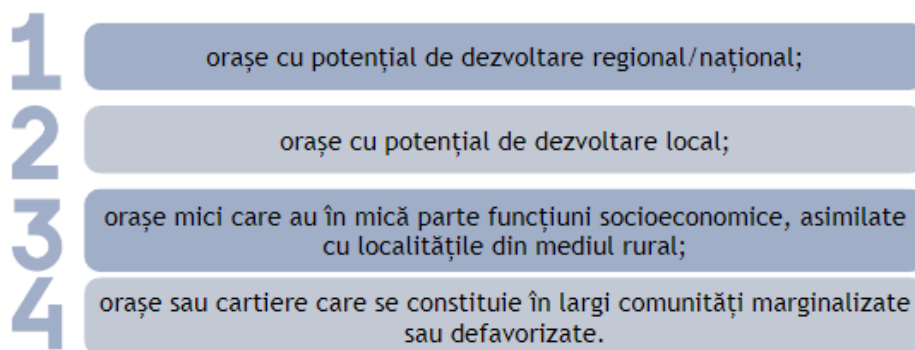 1
orașe cu potențial de dezvoltare regional/național;
2
orașe cu potențial de dezvoltare local;
3
orașe mici care au în mică parte funcțiuni socioeconomice, asimilate
cu localitățile din mediul rural;
4
orașe sau cartiere care se constituie în largi comunități marginalizate
sau defavorizate.